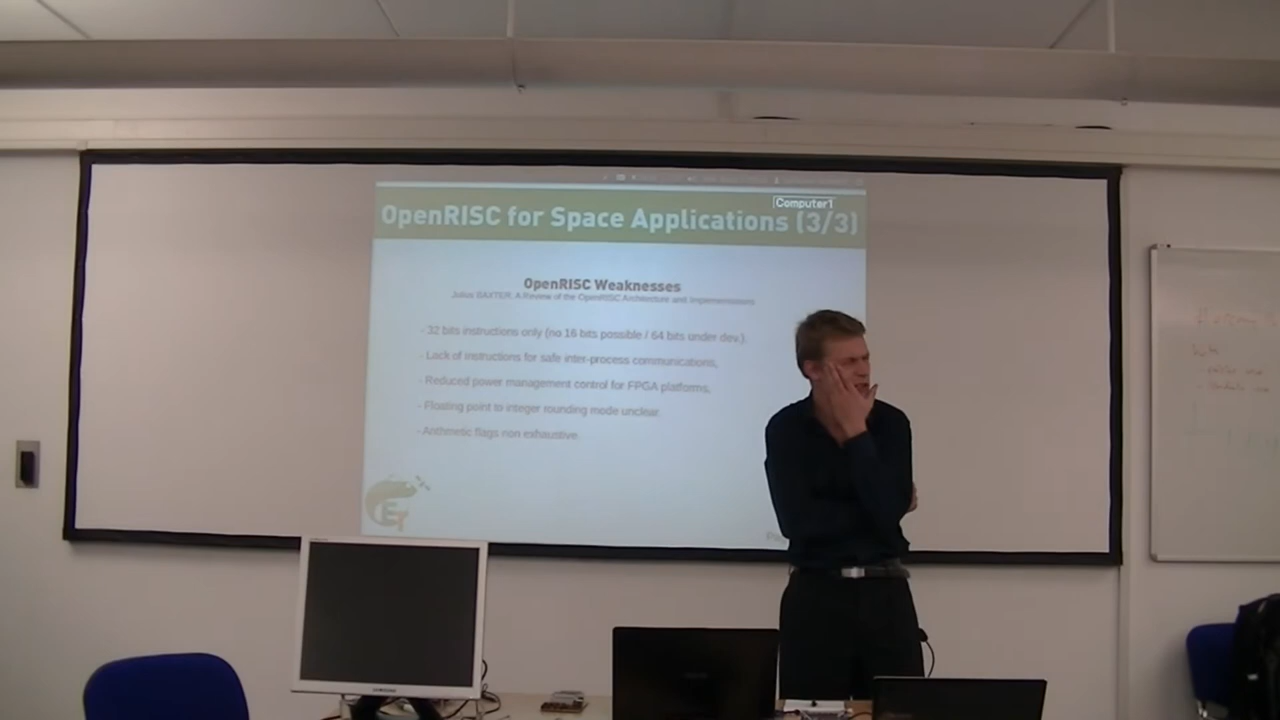 Computer1
OpenRISC for Space Applications (3/3)
OpenRISC Weaknesses
Julius BAXTER, A Review of the OpenRISC Architecture and Implementations
- 32 bits instructions only (no 16 bits possible / 64 bits under dev.),
- Lack of instructions for safe inter-process communications,
- Reduced power management control for FPGA platforms,
- Floating point to integer rounding mode unclear.
- Arithmetic flags non exhaustive.
ET
SAMSUNG